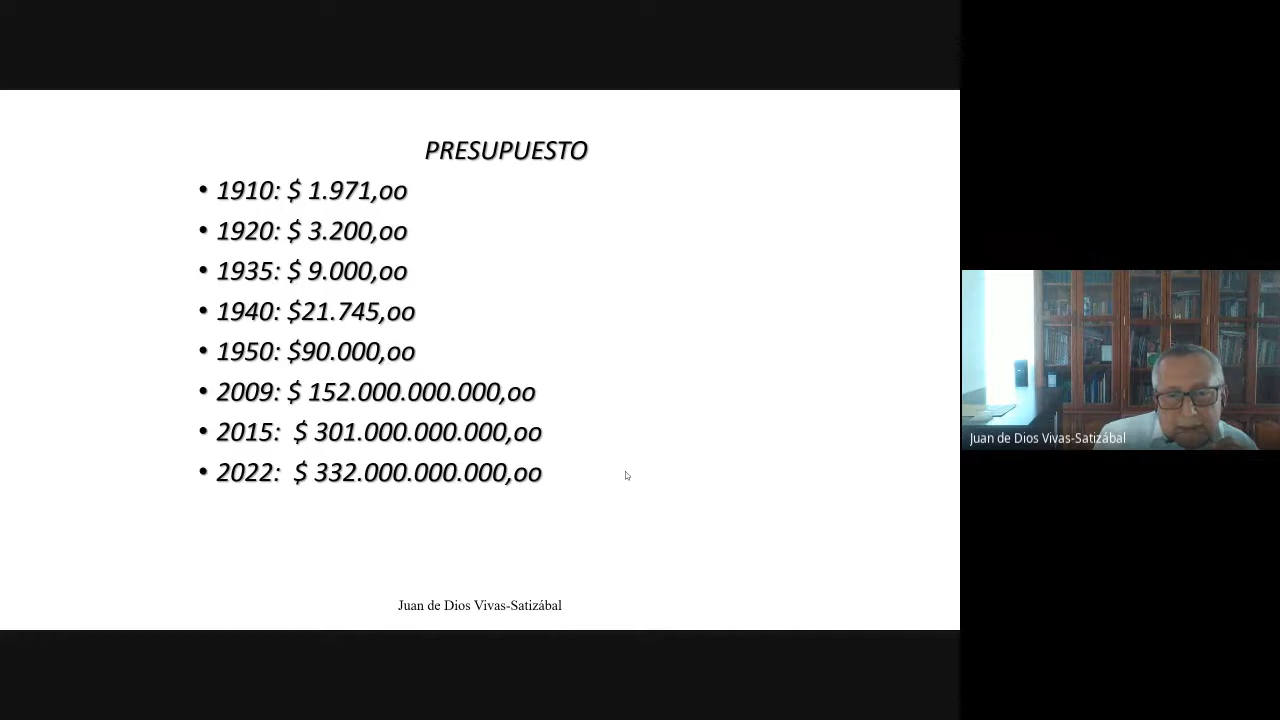 PRESUPUESTO
• 1910: $ 1.971,oo
• 1920: $ 3.200,oo
• 1935: $ 9.000,oo
• 1940: $21.745,oo
• 1950: $90.000,oo
• 2009: $ 152.000.000.000,oo
• 2015: $ 301.000.000.000,oo
• 2022: $ 332.000.000.000,oo
Juan de Dios Vivas-Satizábal
Juan de Dios Vivas-Satizábal